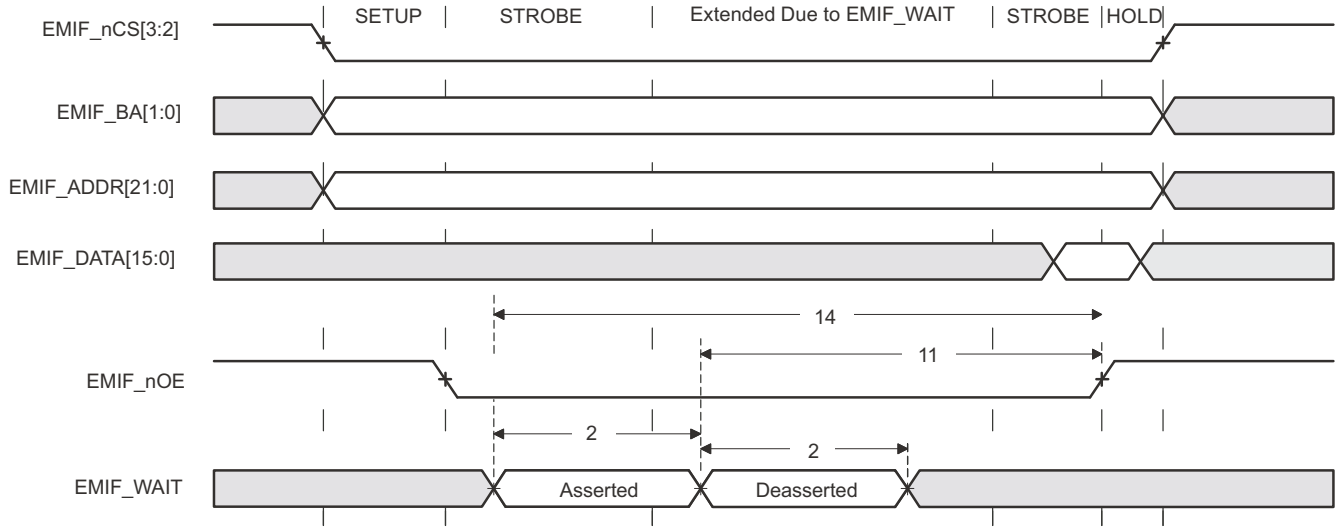 SETUP STROBE Extended Due to EMIF_WAIT STROBE HOLD
EMIF_nCS[3:2]
EMIF_BA[1:0]
EMIF_ADDR[21:0]
EMIF_DATA[15:0]
14
11
EMIF_nOE
2
2
EMIF_WAIT Asserted Deasserted